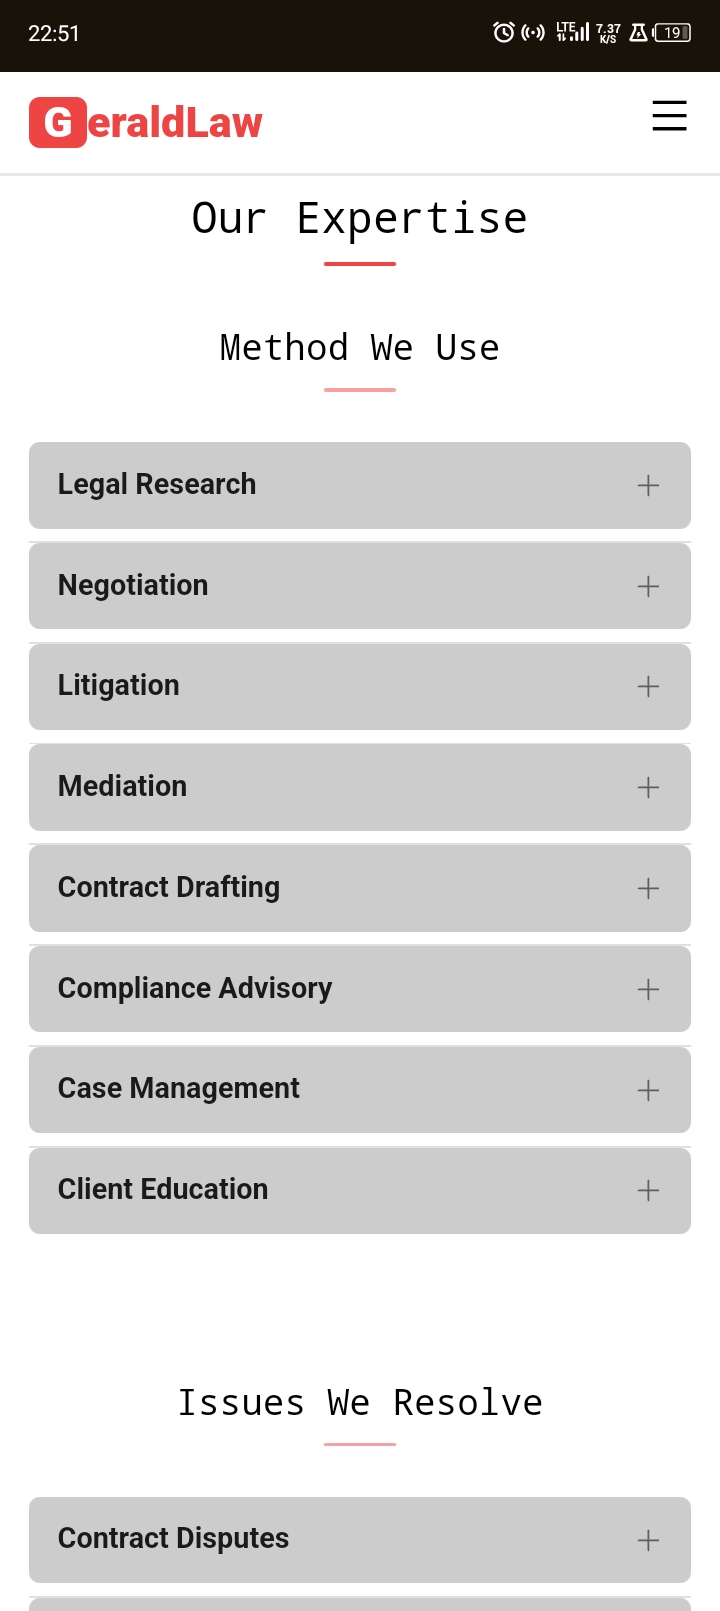 22:51
LTE 7.37 K/S 19
GeraldLaw
Our Expertise
Method We Use
Legal Research
Negotiation
Litigation
Mediation
Contract Drafting
Compliance Advisory
Case Management
Client Education
Issues We Resolve
Contract Disputes